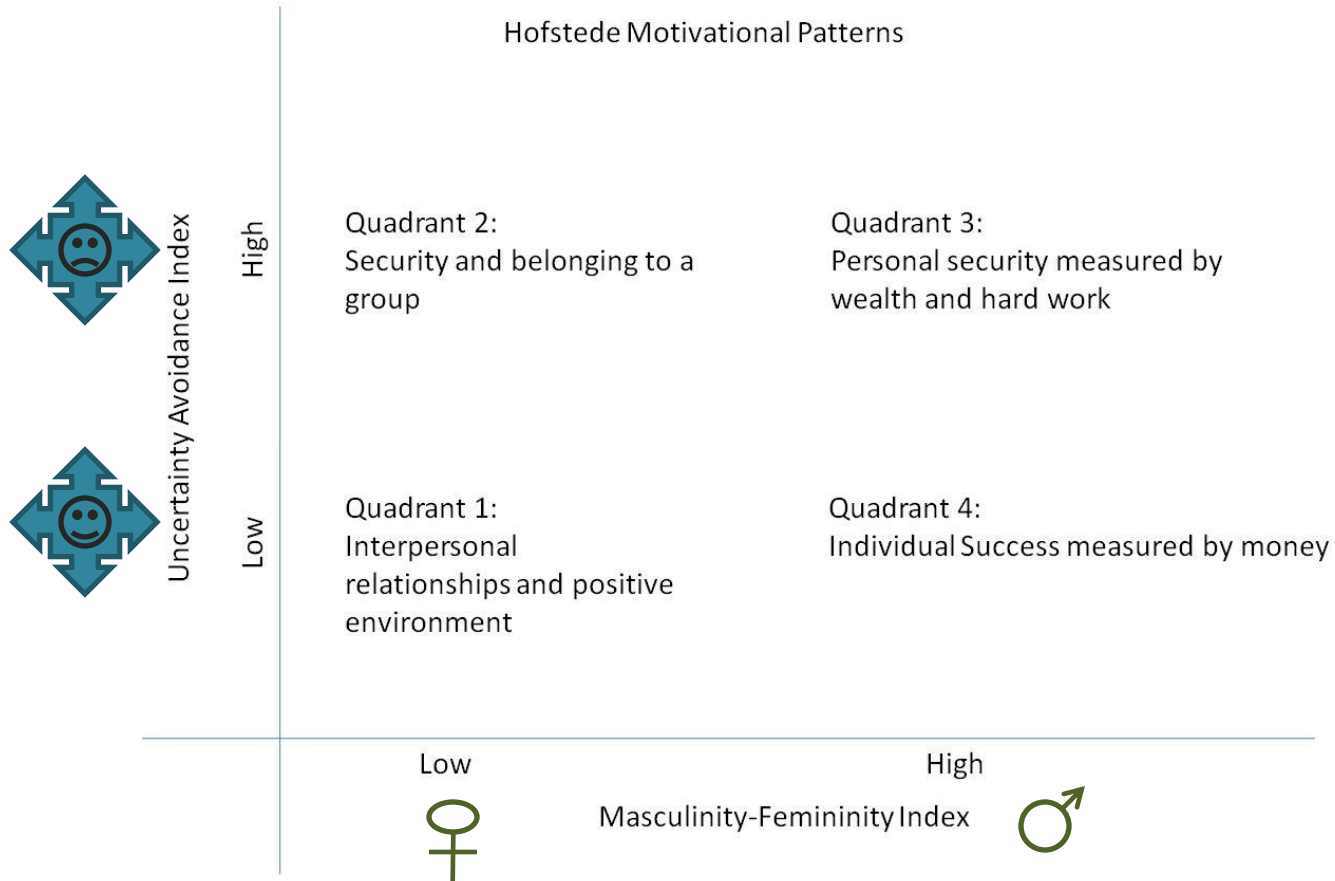 Hofstede Motivational Patterns
Uncertainty Avoidance Index
High
Quadrant 2:
Security and belonging to a
group
Quadrant 3:
Personal security measured by
wealth and hard work
Low
Quadrant 1:
Interpersonal
relationships and positive
environment
Quadrant 4:
Individual Success measured by money
Low
High
Masculinity-Femininity Index